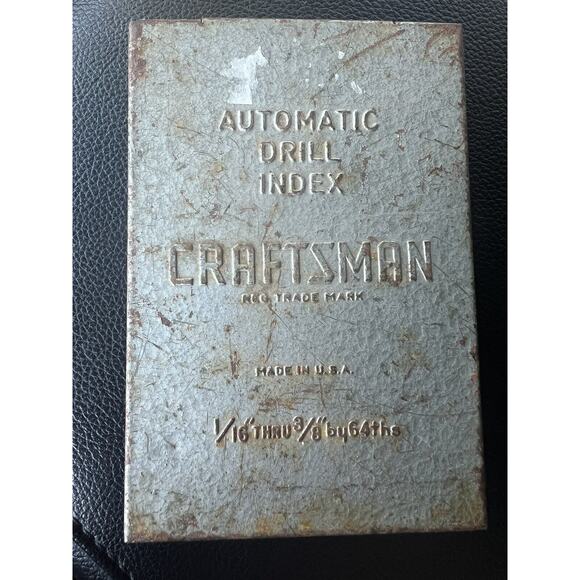 AUTOMATIC
DRILL
INDEX
CRAFTSMAN
REG. TRADE MARK
MADE IN U.S.A.
1/16" THRU 3/8" by 64ths